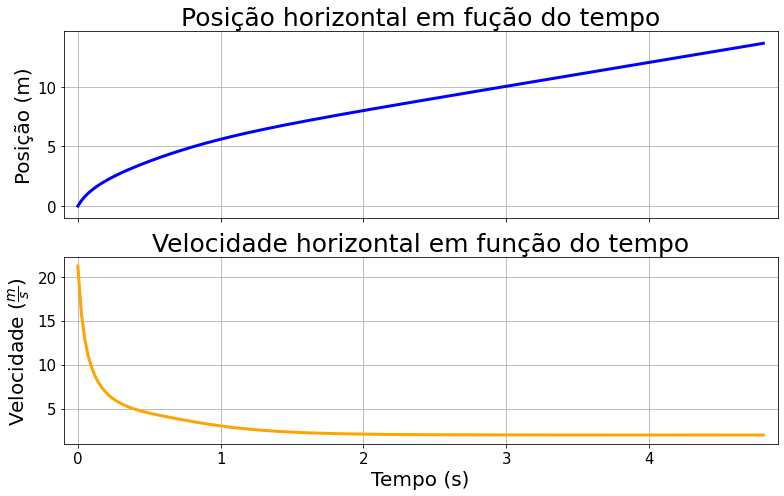 Posição horizontal em fução do tempo
Posição (m)
10
5
0
Velocidade horizontal em função do tempo
Velocidade (m/s)
20
15
10
5
0 1 2 3 4
Tempo (s)